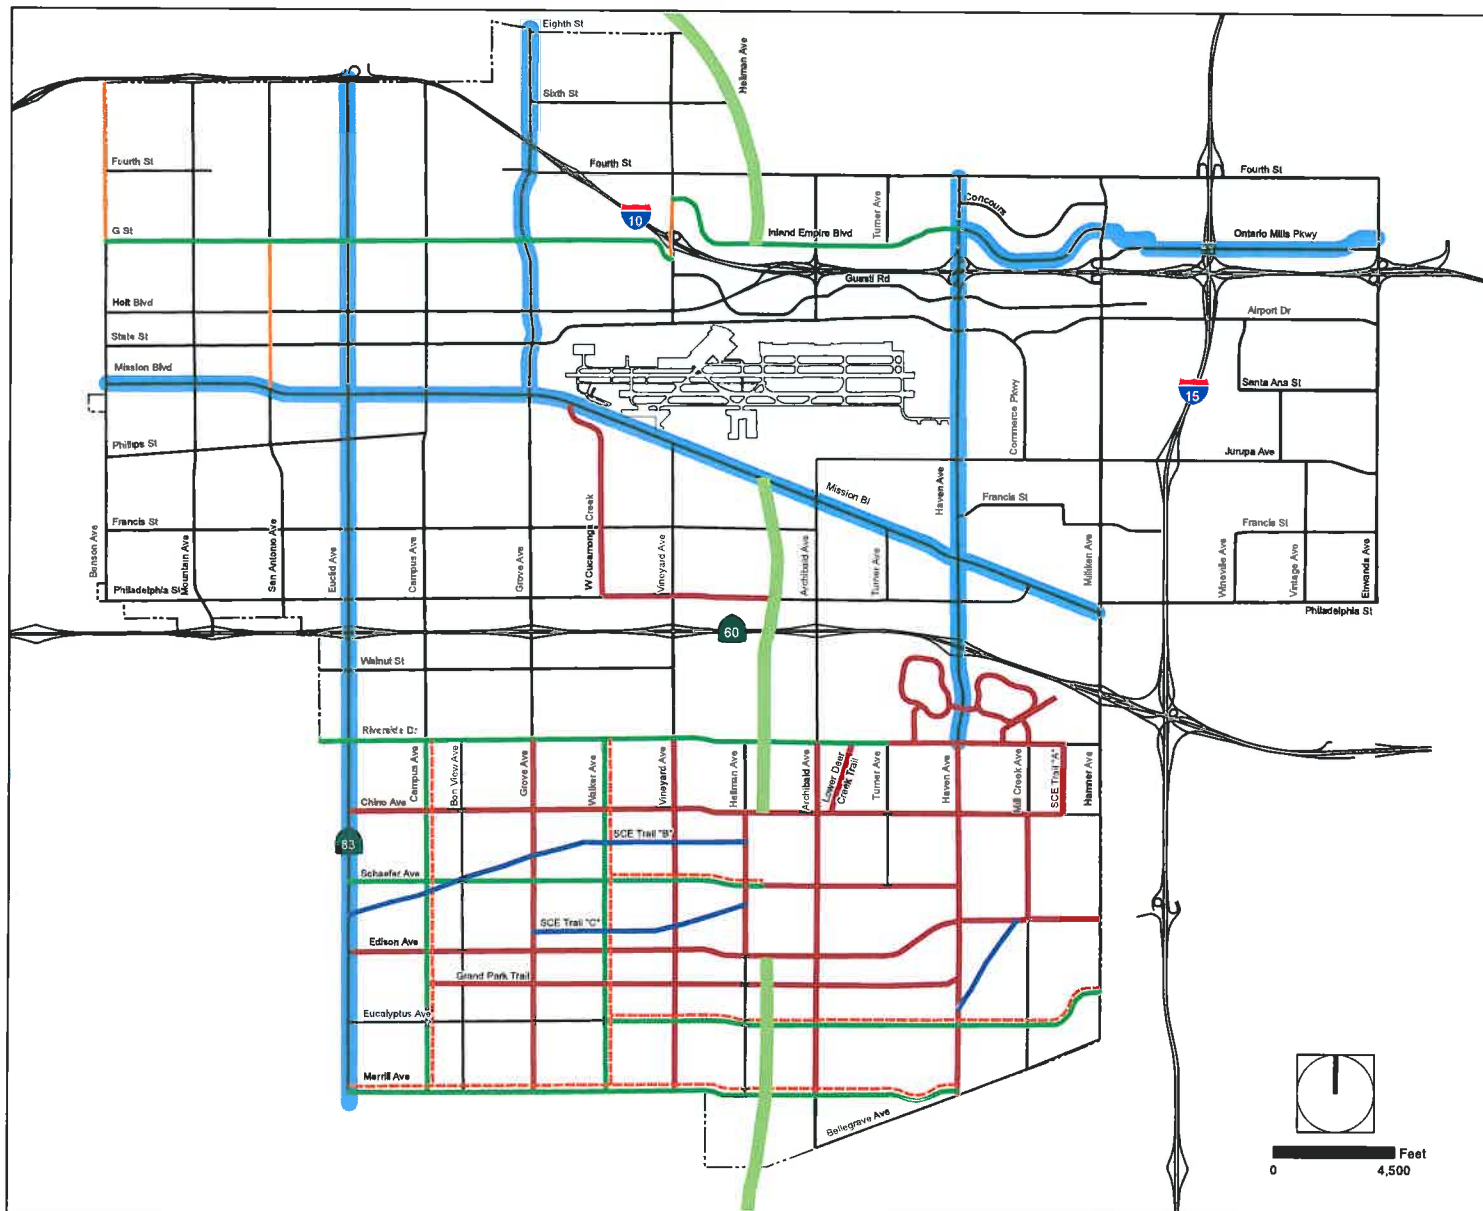 Eighth St
Hellman Ave
Sixth St
Fourth St
Fourth St
Fourth St
10
Turner Ave
Concours
G St
Inland Empire Blvd
Ontario Mills Pkwy
Guasti Rd
Holt Blvd
Airport Dr
State St
Mission Blvd
Santa Ana St
15
Commerce Pkwy
Phillips St
Jurupa Ave
Mission Bl
Haven Ave
Francis St
Francis St
Francis St
Benson Ave
Mountain Ave
San Antonio Ave
Euclid Ave
Campus Ave
Grove Ave
W Cucamonga Creek
Vineyard Ave
Archibald Ave
Turner Ave
Milliken Ave
Wineville Ave
Vintage Ave
Etiwanda Ave
Philadelphia St
Philadelphia St
60
Walnut St
Riverside Dr
Campus Ave
Bon View Ave
Grove Ave
Walker Ave
Vineyard Ave
Hellman Ave
Archibald Ave
Lower Deer
Creek Trail
Turner Ave
Haven Ave
Mill Creek Ave
SCE Trail "A"
Hamner Ave
Chino Ave
83
SCE Trail "B"
Schaefer Ave
SCE Trail "C"
Edison Ave
Grand Park Trail
Eucalyptus Ave
Merrill Ave
Bellegrave Ave
Feet
0 4,500